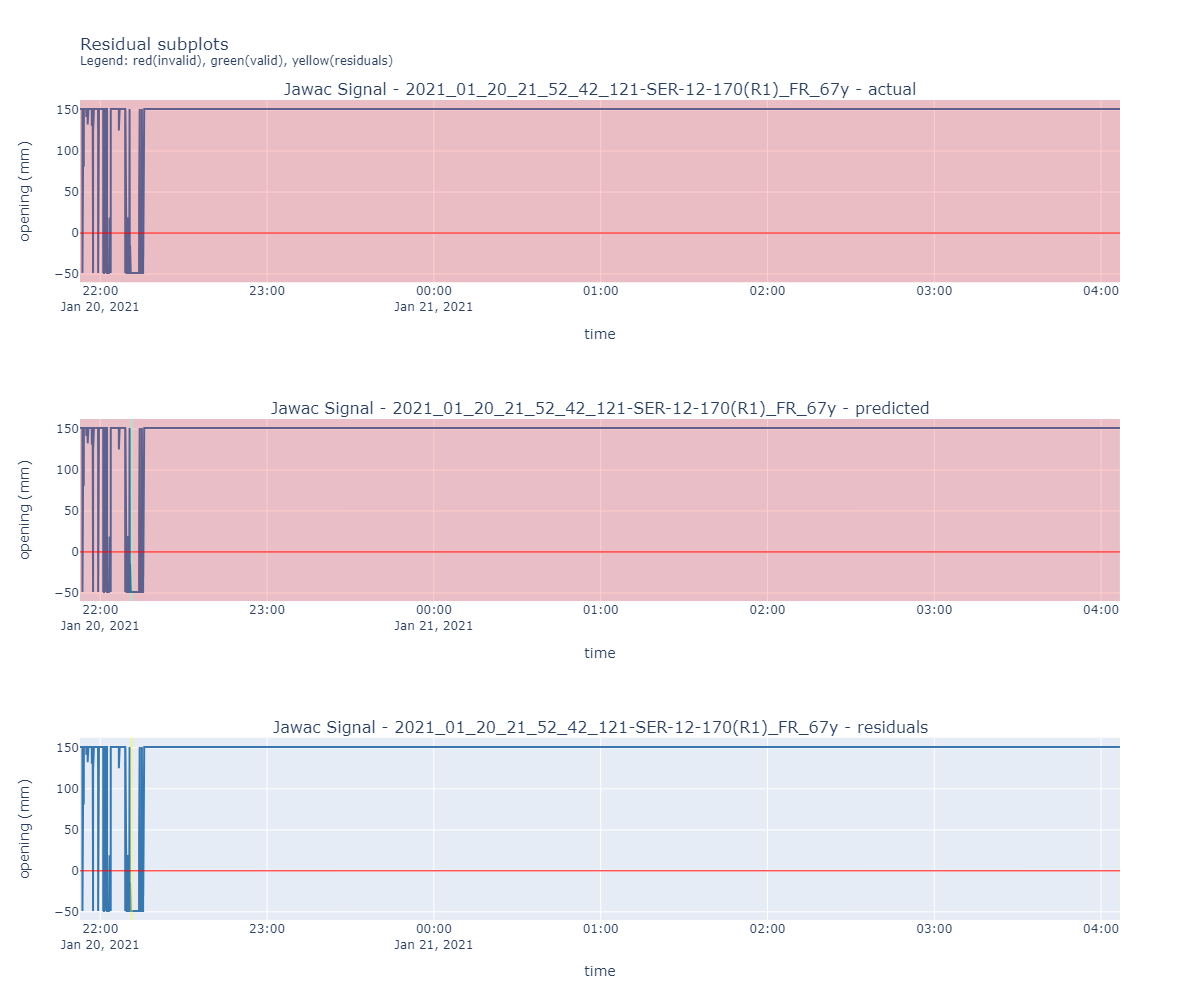 Residual subplots
Legend: red(invalid), green(valid), yellow(residuals)
Jawac Signal - 2021_01_20_21_52_42_121-SER-12-170(R1)_FR_67y - actual
150
100
50
0
−50
opening (mm)
22:00 23:00 00:00 01:00 02:00 03:00 04:00
Jan 20, 2021 Jan 21, 2021
time
Jawac Signal - 2021_01_20_21_52_42_121-SER-12-170(R1)_FR_67y - predicted
150
100
50
0
−50
opening (mm)
22:00 23:00 00:00 01:00 02:00 03:00 04:00
Jan 20, 2021 Jan 21, 2021
time
Jawac Signal - 2021_01_20_21_52_42_121-SER-12-170(R1)_FR_67y - residuals
150
100
50
0
−50
opening (mm)
22:00 23:00 00:00 01:00 02:00 03:00 04:00
Jan 20, 2021 Jan 21, 2021
time